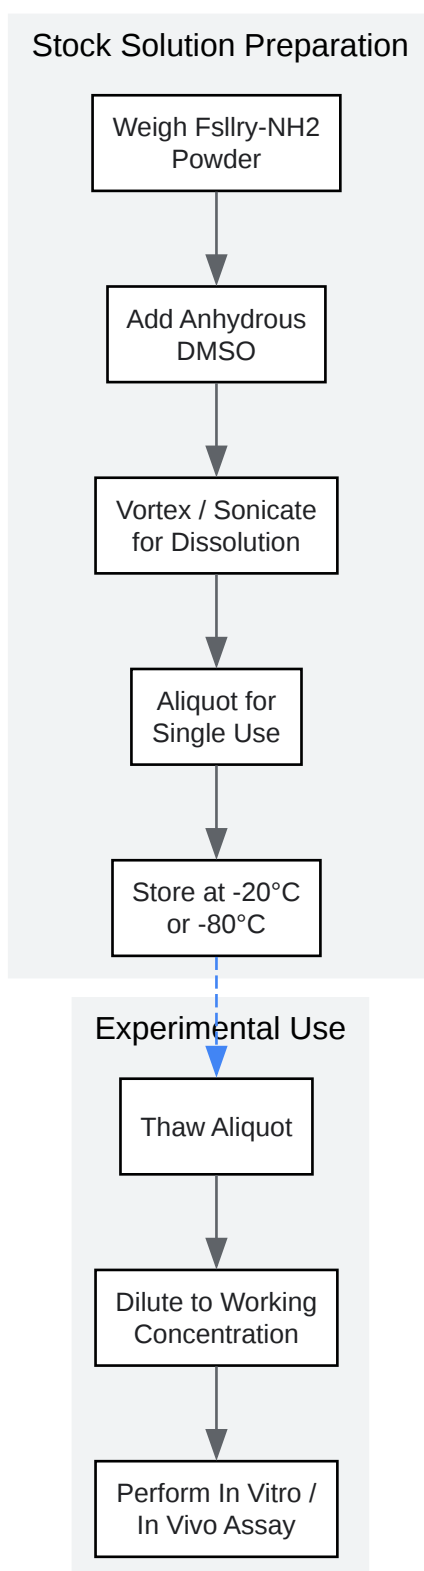 Stock Solution Preparation
Weigh Fsllry-NH2
Powder
Add Anhydrous
DMSO
Vortex / Sonicate
for Dissolution
Aliquot for
Single Use
Store at -20°C
or -80°C
Experimental Use
Thaw Aliquot
Dilute to Working
Concentration
Perform In Vitro /
In Vivo Assay